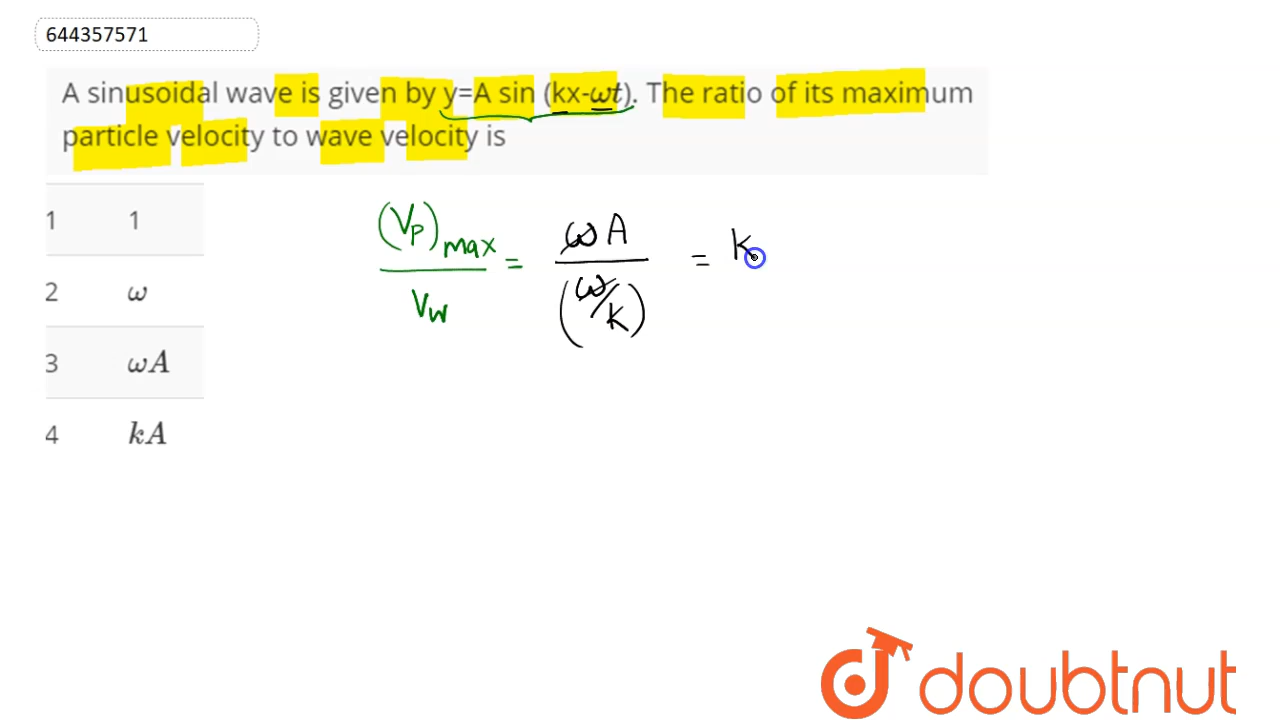 644357571
A sinusoidal wave is given by y=A sin (kx-ωt). The ratio of its maximum
particle velocity to wave velocity is
1 1
2 ω
3 ωA
4 kA
(Vp)max / Vw = ωA / (ω/k) = K
doubtnut